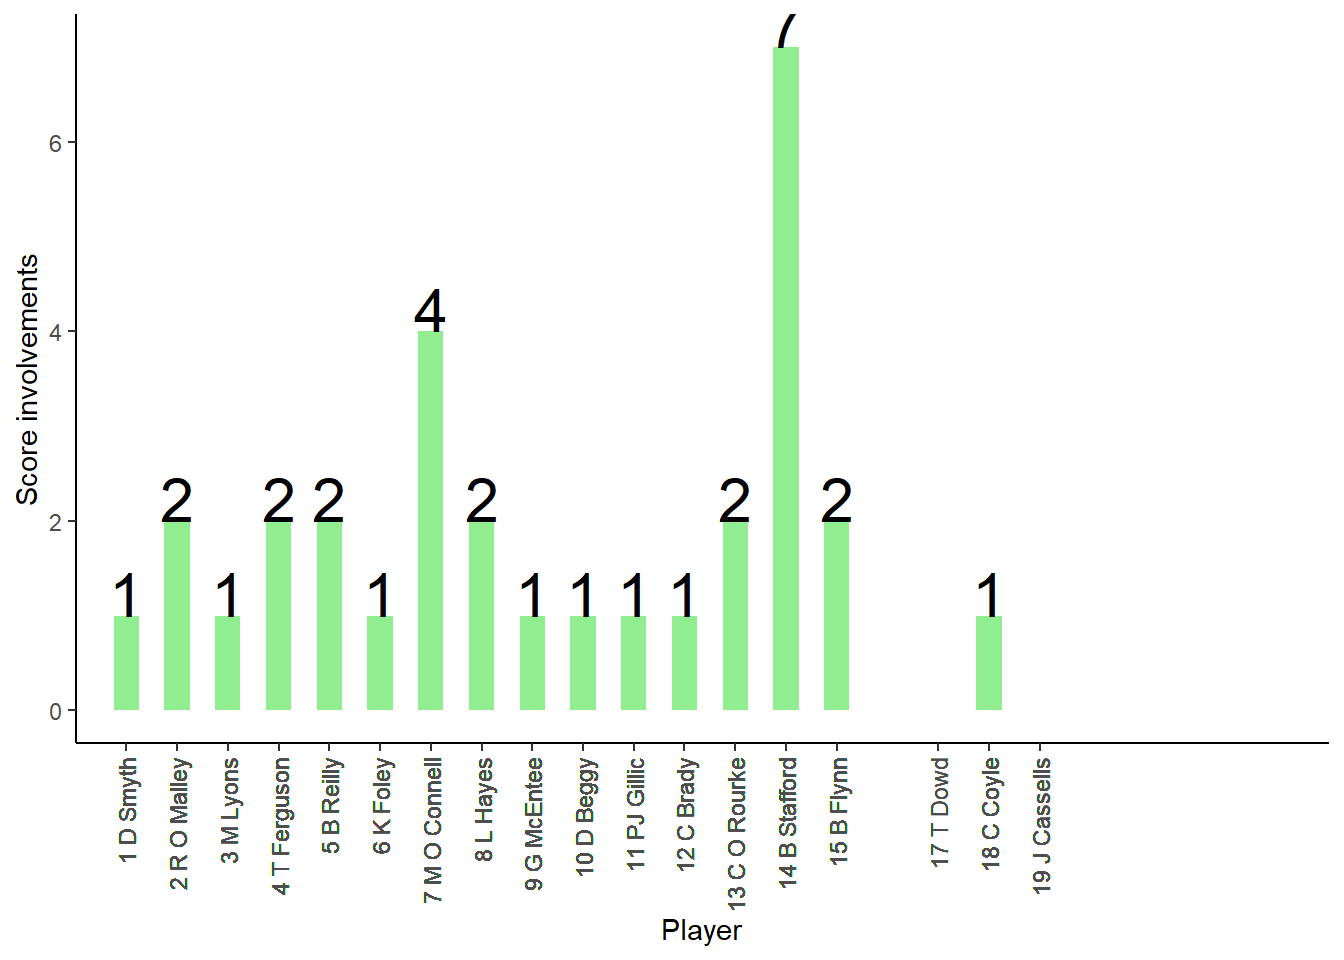 7
6
4
4
2
2
2
2
2
2
2
1
1
1
1
1
1
1
1
0
Score involvements
1 D Smyth
2 R O Malley
3 M Lyons
4 T Ferguson
5 B Reilly
6 K Foley
7 M O Connell
8 L Hayes
9 G McEntee
10 D Beggy
11 PJ Gillic
12 C Brady
13 C O Rourke
14 B Stafford
15 B Flynn
17 T Dowd
18 C Coyle
19 J Cassells
Player